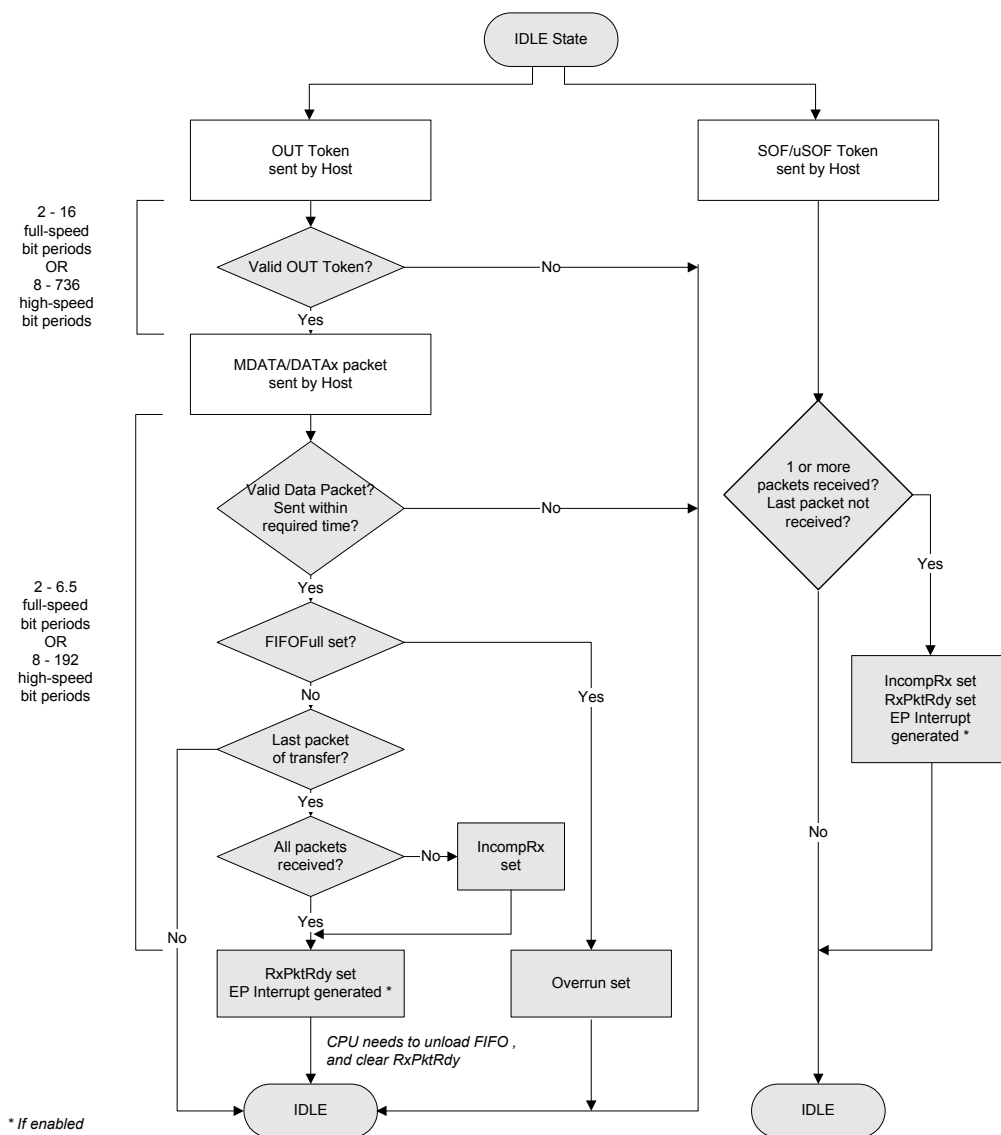 IDLE State
OUT Token
sent by Host
SOF/uSOF Token
sent by Host
2 - 16
full-speed
bit periods
OR
8 - 736
high-speed
bit periods
Valid OUT Token?
No
Yes
MDATA/DATAx packet
sent by Host
Valid Data Packet?
Sent within
required time?
No
Yes
1 or more
packets received?
Last packet not
received?
Yes
2 - 6.5
full-speed
bit periods
OR
8 - 192
high-speed
bit periods
FIFOFull set?
Yes
No
IncompRx set
RxPktRdy set
EP Interrupt
generated *
Last packet
of transfer?
Yes
No
All packets
received?
No
IncompRx
set
Yes
No
RxPktRdy set
EP Interrupt generated *
Overrun set
CPU needs to unload FIFO ,
and clear RxPktRdy
IDLE
IDLE
* If enabled